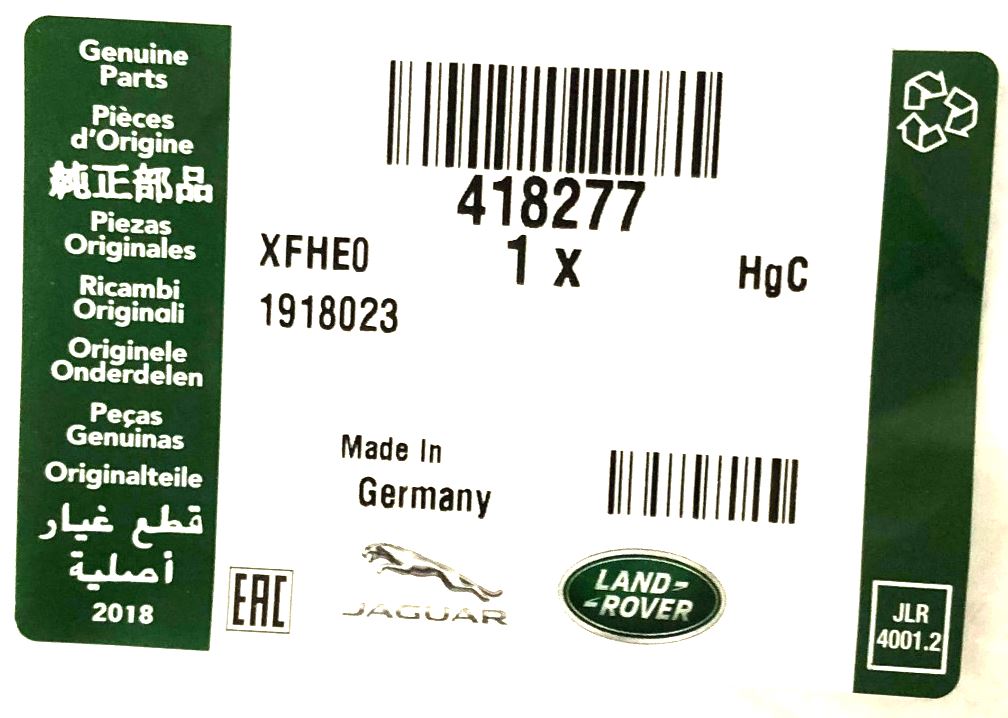 Genuine
Parts
Pièces
d'Origine
純正部品
Piezas
Originales
Ricambi
Originali
Originele
Onderdelen
Peças
Genuinas
Originalteile
قطع غيار
أصلية
2018
418277
XFHE0
1 x
HgC
1918023
Made In
Germany
EAC
JAGUAR
LAND-
-ROVER
JLR
4001.2